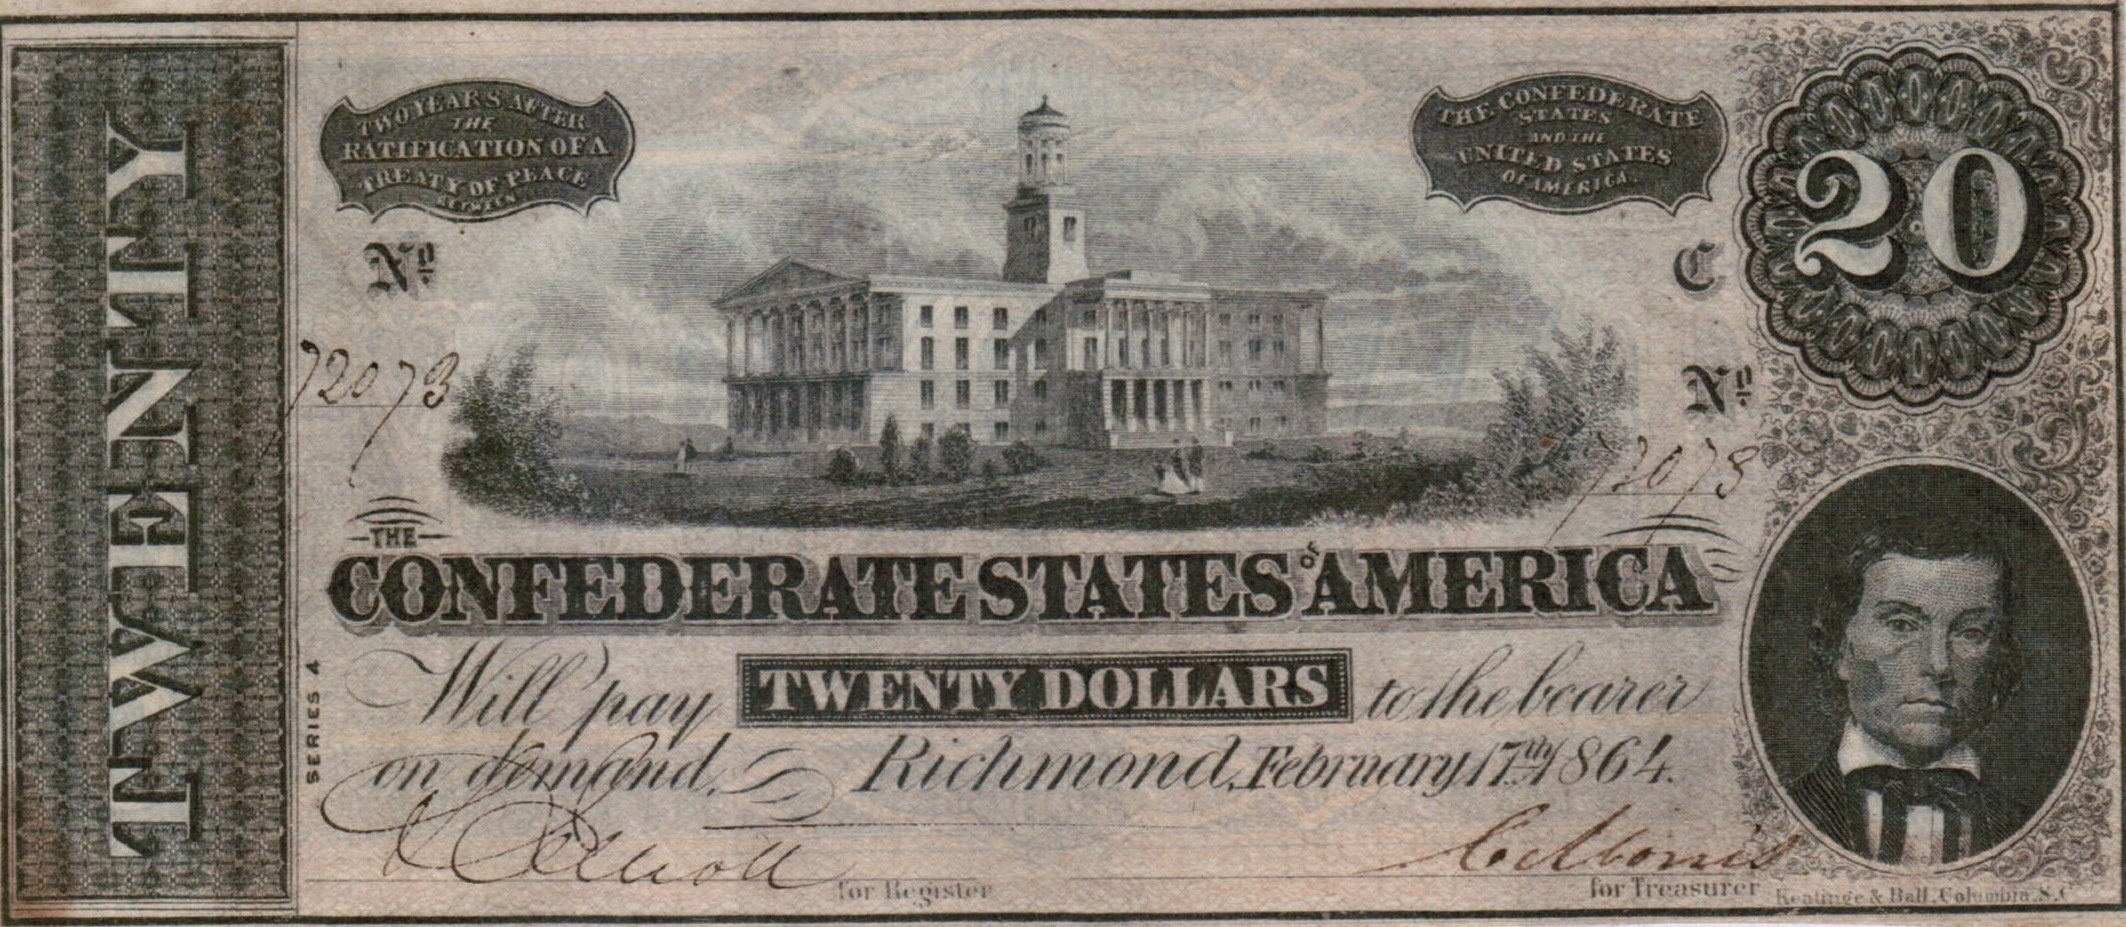 TWENTY
TWO YEARS AFTER
THE
RATIFICATION OF A
TREATY OF PEACE
BETWEEN
THE CONFEDERATE
STATES
AND THE
UNITED STATES
OF AMERICA.
20
Nº
C
72073
Nº
THE
CONFEDERATE STATES OF AMERICA
SERIES 4
Will pay TWENTY DOLLARS to the bearer
on demand, Richmond, February 17th 1864.
for Register
for Treasurer
Keatinge & Ball, Columbia, S.C.